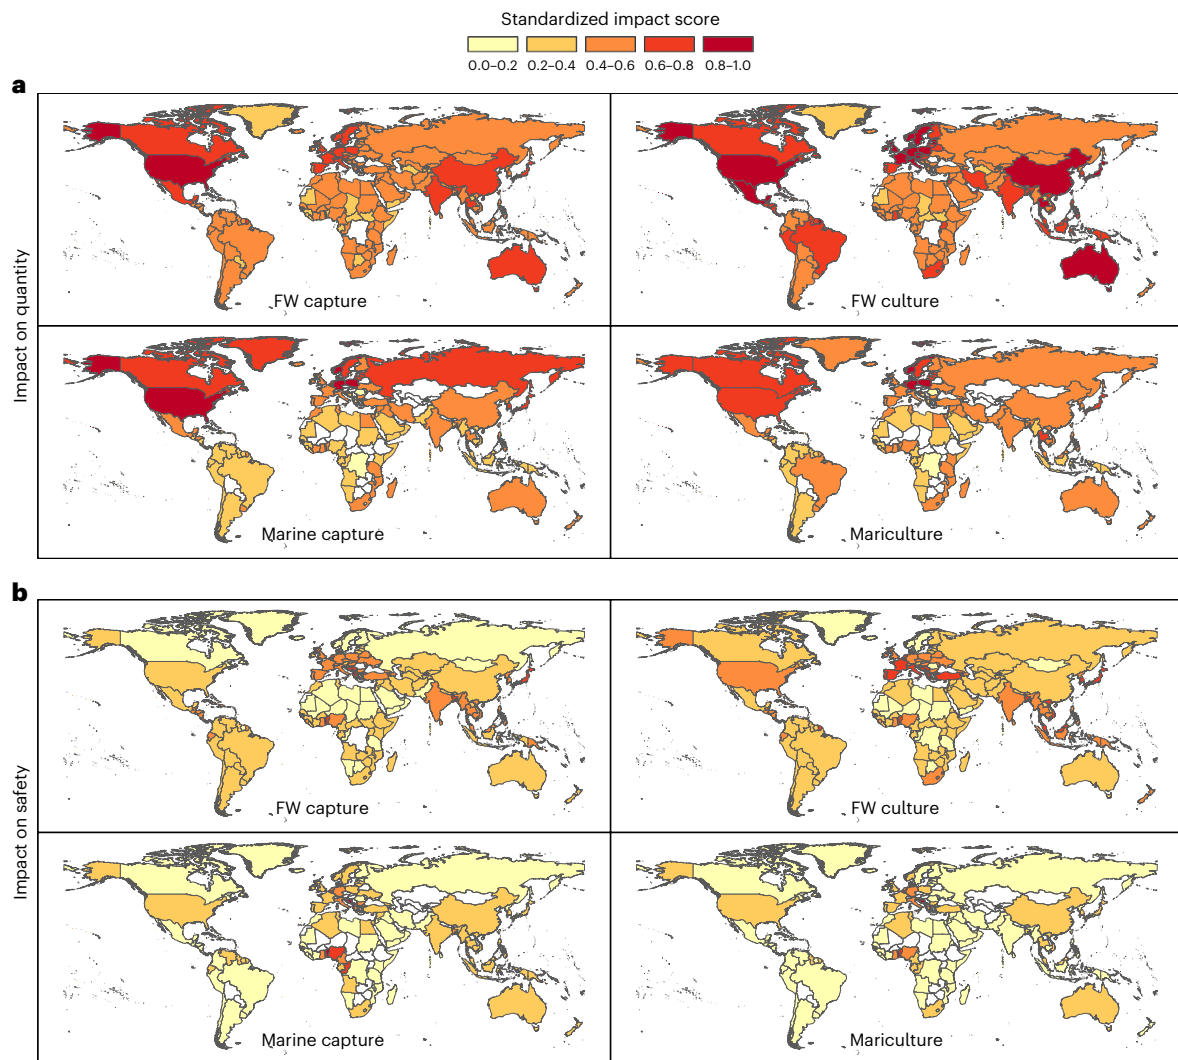 Standardized impact score
0.0–0.2 0.2–0.4 0.4–0.6 0.6–0.8 0.8–1.0
a
Impact on quantity
FW capture
FW culture
Marine capture
Mariculture
b
Impact on safety
FW capture
FW culture
Marine capture
Mariculture